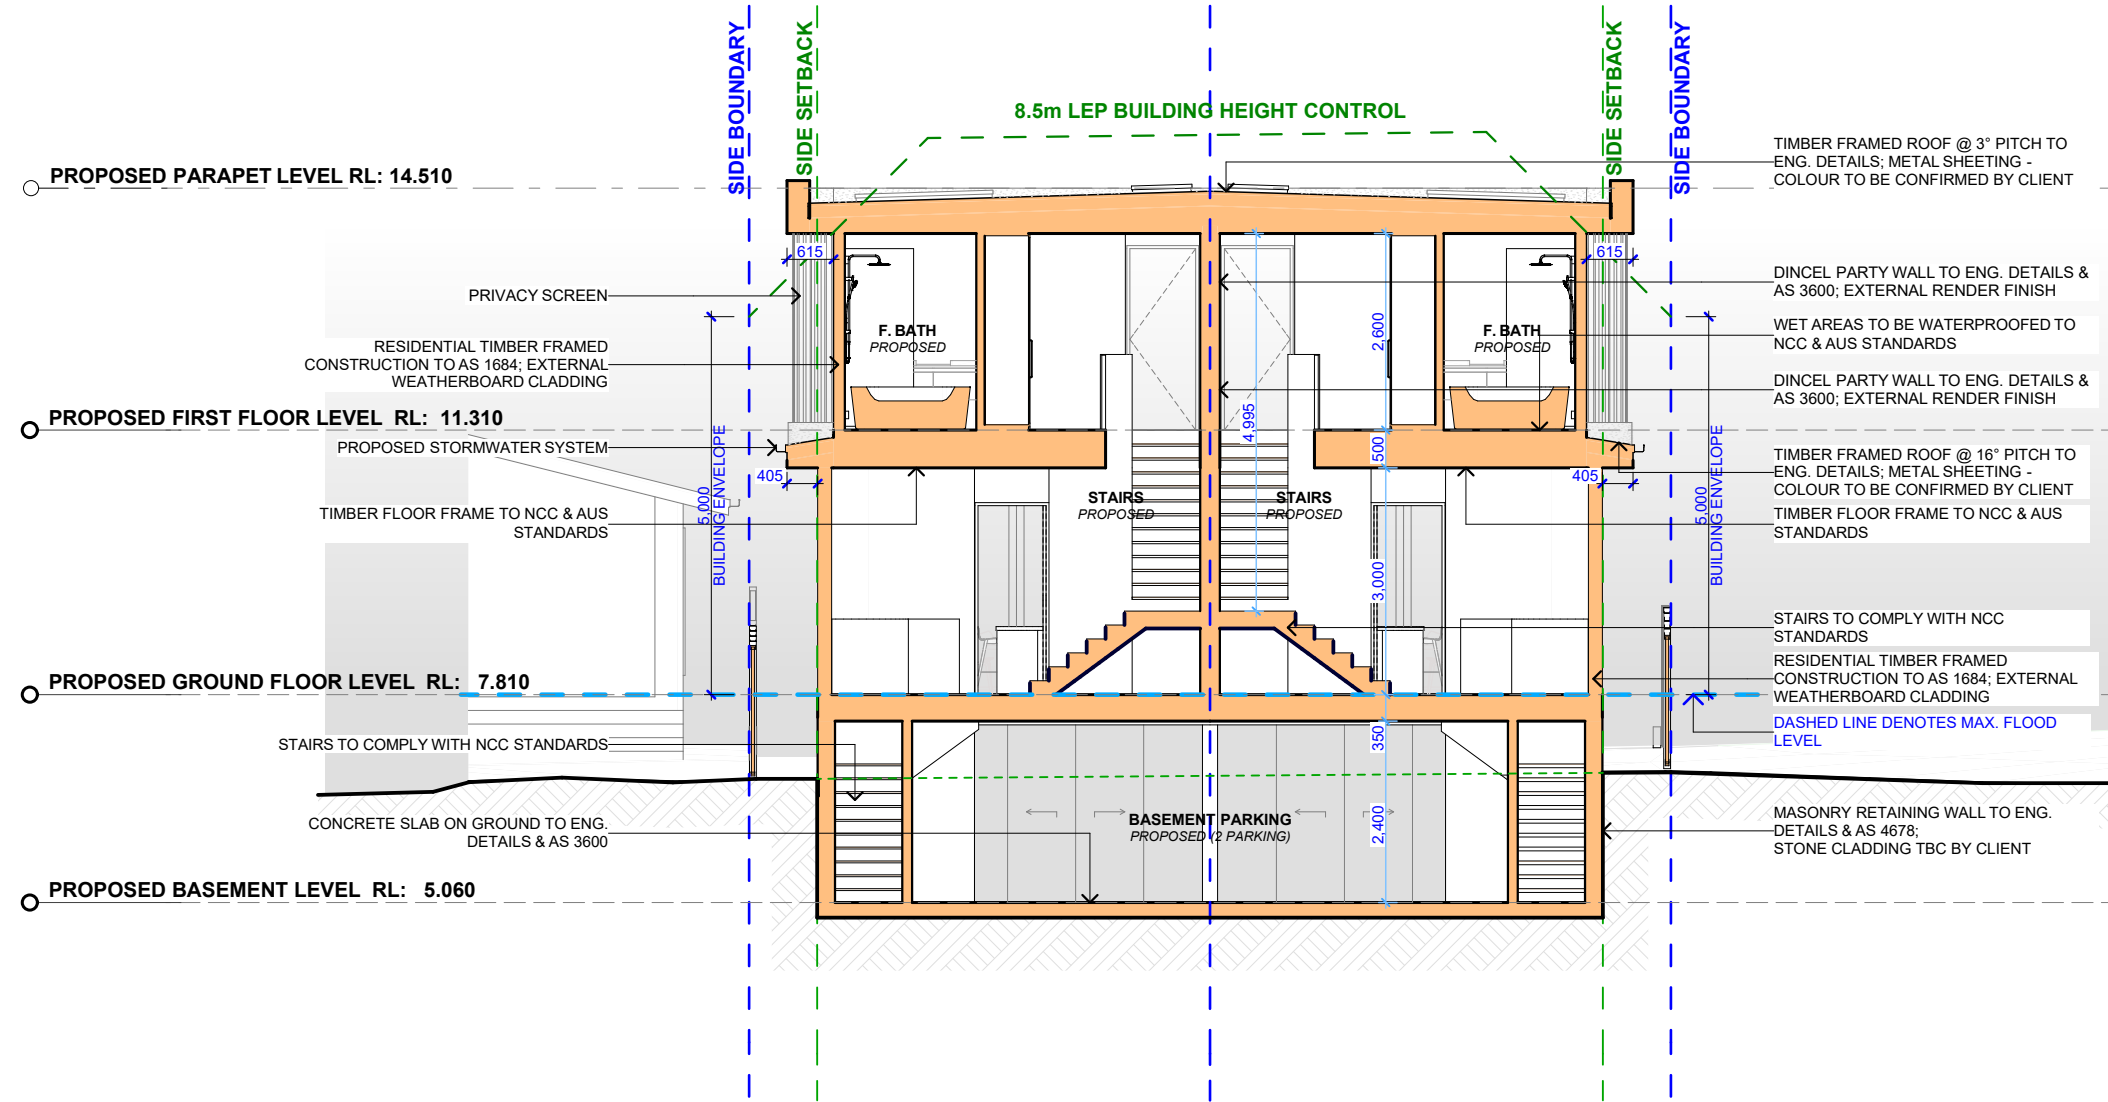 SIDE BOUNDARY
SIDE SETBACK
SIDE SETBACK
SIDE BOUNDARY
8.5m LEP BUILDING HEIGHT CONTROL
PROPOSED PARAPET LEVEL RL: 14.510
PROPOSED FIRST FLOOR LEVEL RL: 11.310
PROPOSED GROUND FLOOR LEVEL RL: 7.810
PROPOSED BASEMENT LEVEL RL: 5.060
PRIVACY SCREEN
RESIDENTIAL TIMBER FRAMED
CONSTRUCTION TO AS 1684; EXTERNAL
WEATHERBOARD CLADDING
PROPOSED STORMWATER SYSTEM
TIMBER FLOOR FRAME TO NCC & AUS
STANDARDS
STAIRS TO COMPLY WITH NCC STANDARDS
CONCRETE SLAB ON GROUND TO ENG.
DETAILS & AS 3600
5,000
BUILDING ENVELOPE
615
405
F. BATH
PROPOSED
STAIRS
PROPOSED
STAIRS
PROPOSED
F. BATH
PROPOSED
4,995
2,600
500
3,000
350
2,400
BASEMENT PARKING
PROPOSED (2 PARKING)
615
405
5,000
BUILDING ENVELOPE
TIMBER FRAMED ROOF @ 3° PITCH TO
ENG. DETAILS; METAL SHEETING -
COLOUR TO BE CONFIRMED BY CLIENT
DINCEL PARTY WALL TO ENG. DETAILS &
AS 3600; EXTERNAL RENDER FINISH
WET AREAS TO BE WATERPROOFED TO
NCC & AUS STANDARDS
DINCEL PARTY WALL TO ENG. DETAILS &
AS 3600; EXTERNAL RENDER FINISH
TIMBER FRAMED ROOF @ 16° PITCH TO
ENG. DETAILS; METAL SHEETING -
COLOUR TO BE CONFIRMED BY CLIENT
TIMBER FLOOR FRAME TO NCC & AUS
STANDARDS
STAIRS TO COMPLY WITH NCC
STANDARDS
RESIDENTIAL TIMBER FRAMED
CONSTRUCTION TO AS 1684; EXTERNAL
WEATHERBOARD CLADDING
DASHED LINE DENOTES MAX. FLOOD
LEVEL
MASONRY RETAINING WALL TO ENG.
DETAILS & AS 4678;
STONE CLADDING TBC BY CLIENT